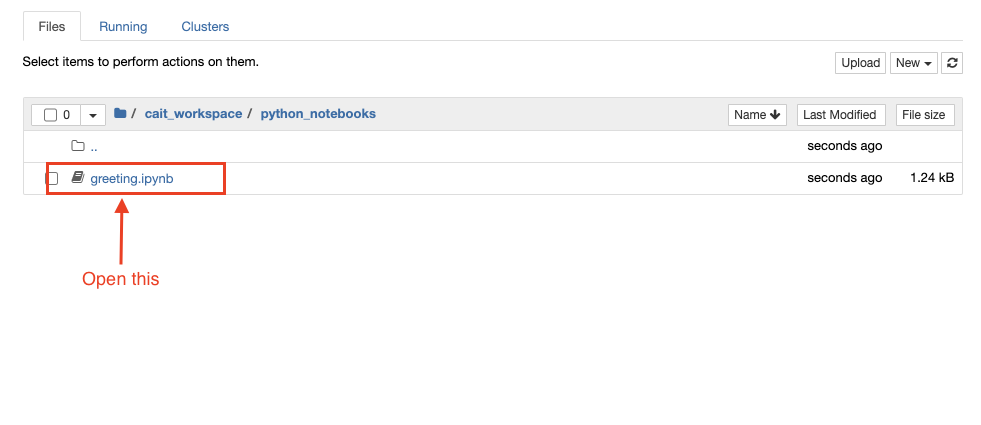 Files Running Clusters
Select items to perform actions on them.
Upload New
0 / cait_workspace / python_notebooks Name Last Modified File size
.. seconds ago
greeting.ipynb seconds ago 1.24 kB
Open this